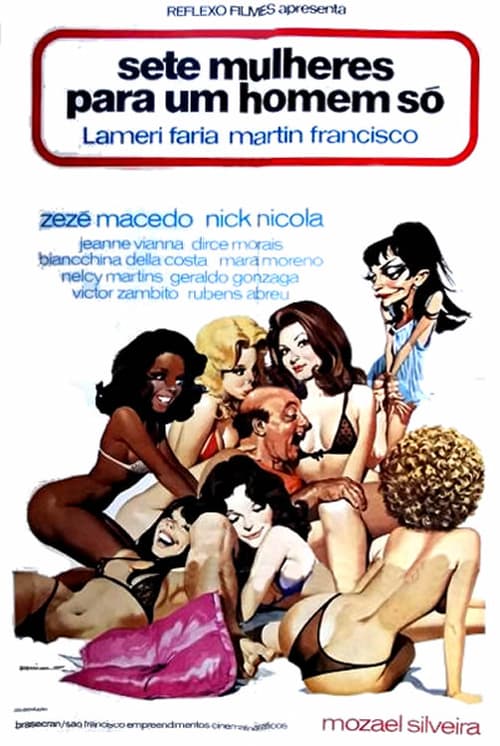 REFLEXO FILMES apresenta
sete mulheres
para um homem só
Lameri faria martin francisco
zezé macedo nick nicola
jeanne vianna dirce morais
biancchina della costa mara moreno
nelcy martins geraldo gonzaga
victor zambito rubens abreu
brasecran/sao francisco empreendimentos cinematográficos
mozael silveira